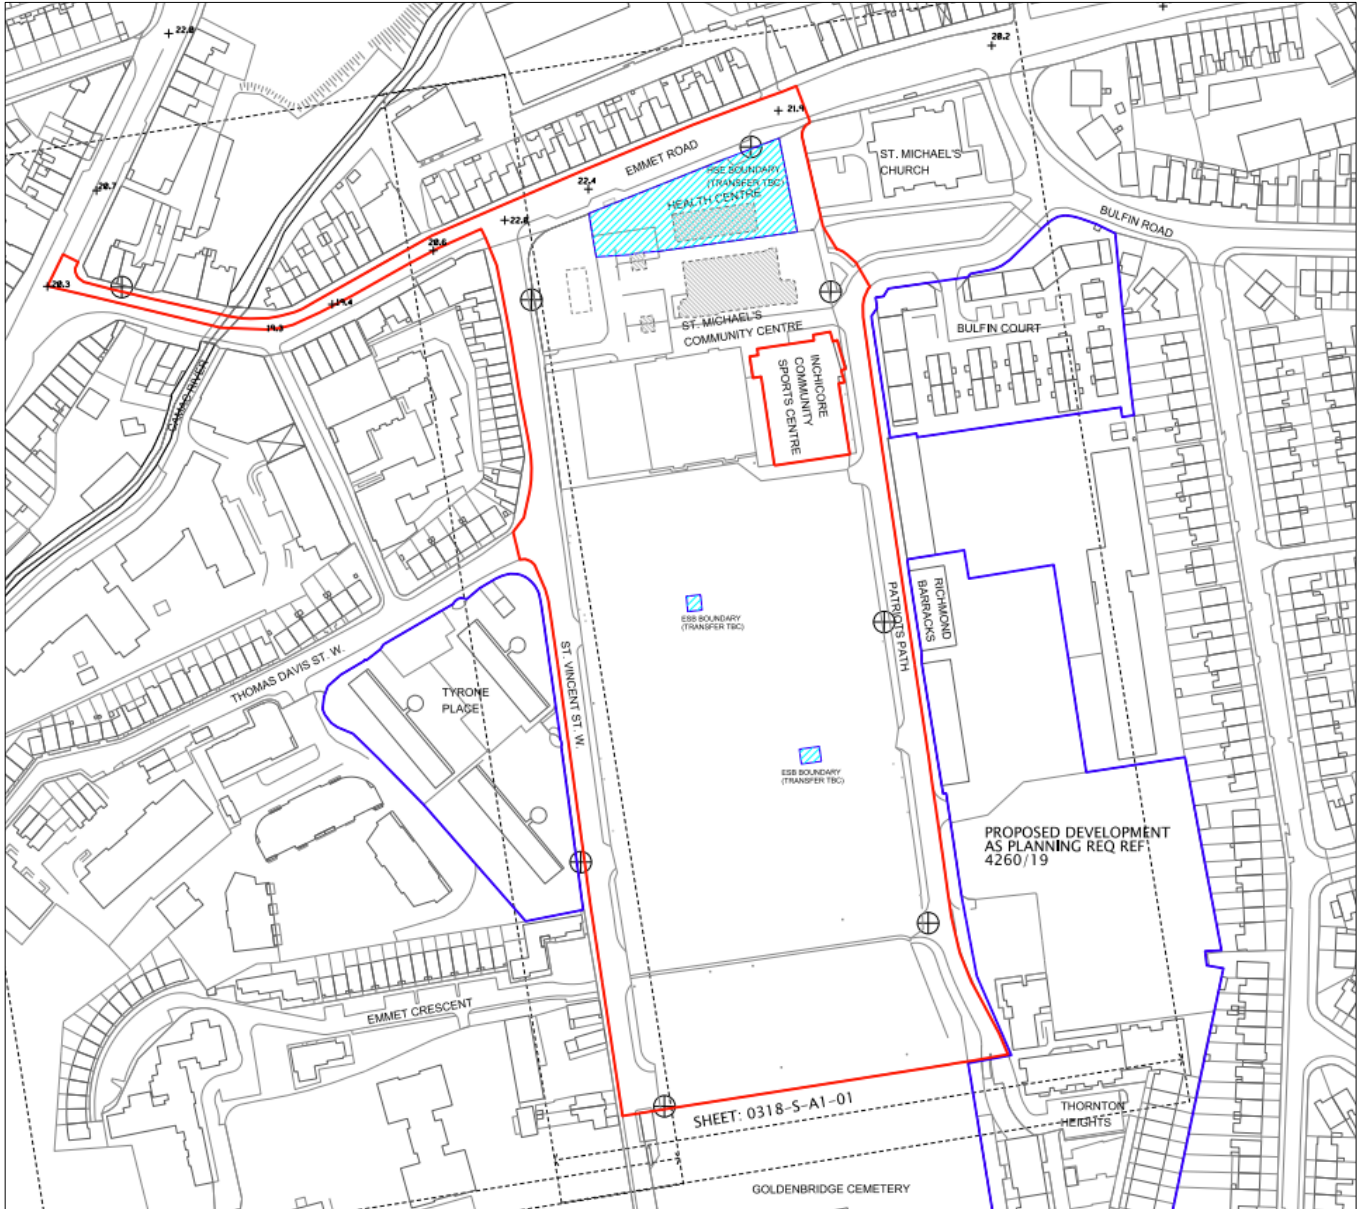 22.0
20.2
21.4
EMMET ROAD
ST. MICHAEL'S
CHURCH
HSE BOUNDARY
(TRANSFER TBC)
HEALTH CENTRE
22.4
20.7
22.8
BULFIN ROAD
20.6
20.3
19.4
19.3
ST. MICHAEL'S
COMMUNITY CENTRE
BULFIN COURT
INCHICORE
COMMUNITY
SPORTS CENTRE
CAMAC RIVER
ESB BOUNDARY
(TRANSFER TBC)
RICHMOND
BARRACKS
PATRIOTS PATH
THOMAS DAVIS ST. W.
ST. VINCENT ST. W.
TYRONE
PLACE
ESB BOUNDARY
(TRANSFER TBC)
PROPOSED DEVELOPMENT
AS PLANNING REQ REF
4260/19
EMMET CRESCENT
SHEET: 0318-S-A1-01
THORNTON
HEIGHTS
GOLDENBRIDGE CEMETERY